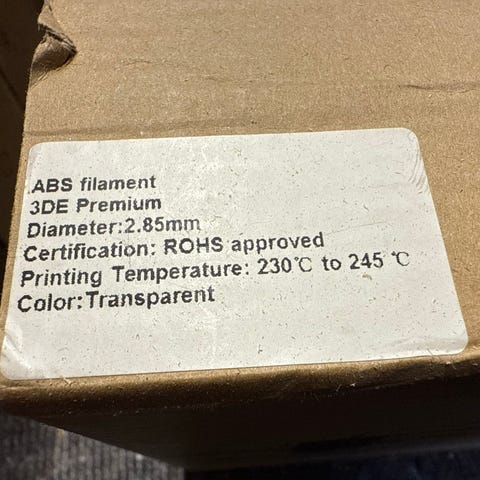 ABS filament
3DE Premium
Diameter:2.85mm
Certification: ROHS approved
Printing Temperature: 230℃ to 245 ℃
Color:Transparent